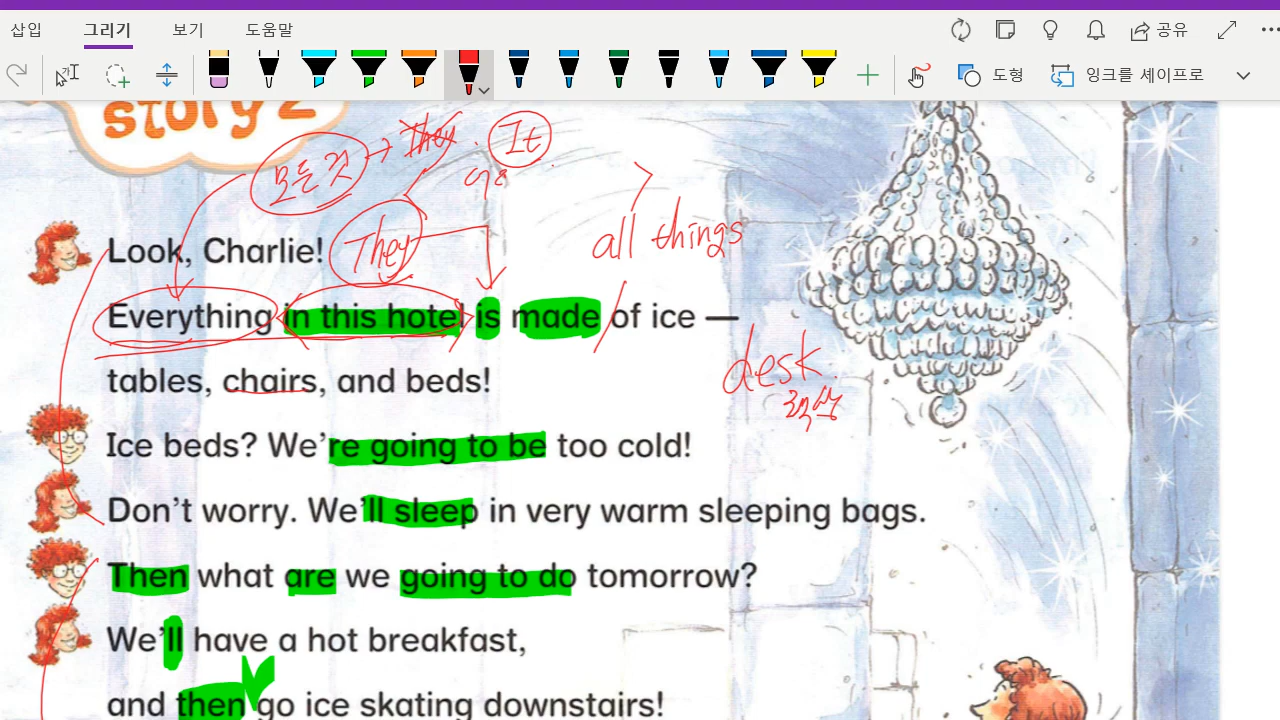 삽입 그리기 보기 도움말 공유
도형 잉크를 셰이프로
story 2
모든 것 → They. It
Look, Charlie! They all things
Everything in this hotel is made of ice —
desk
책상
tables, chairs, and beds!
Ice beds? We're going to be too cold!
Don't worry. We'll sleep in very warm sleeping bags.
Then what are we going to do tomorrow?
We'll have a hot breakfast,
and then go ice skating downstairs!